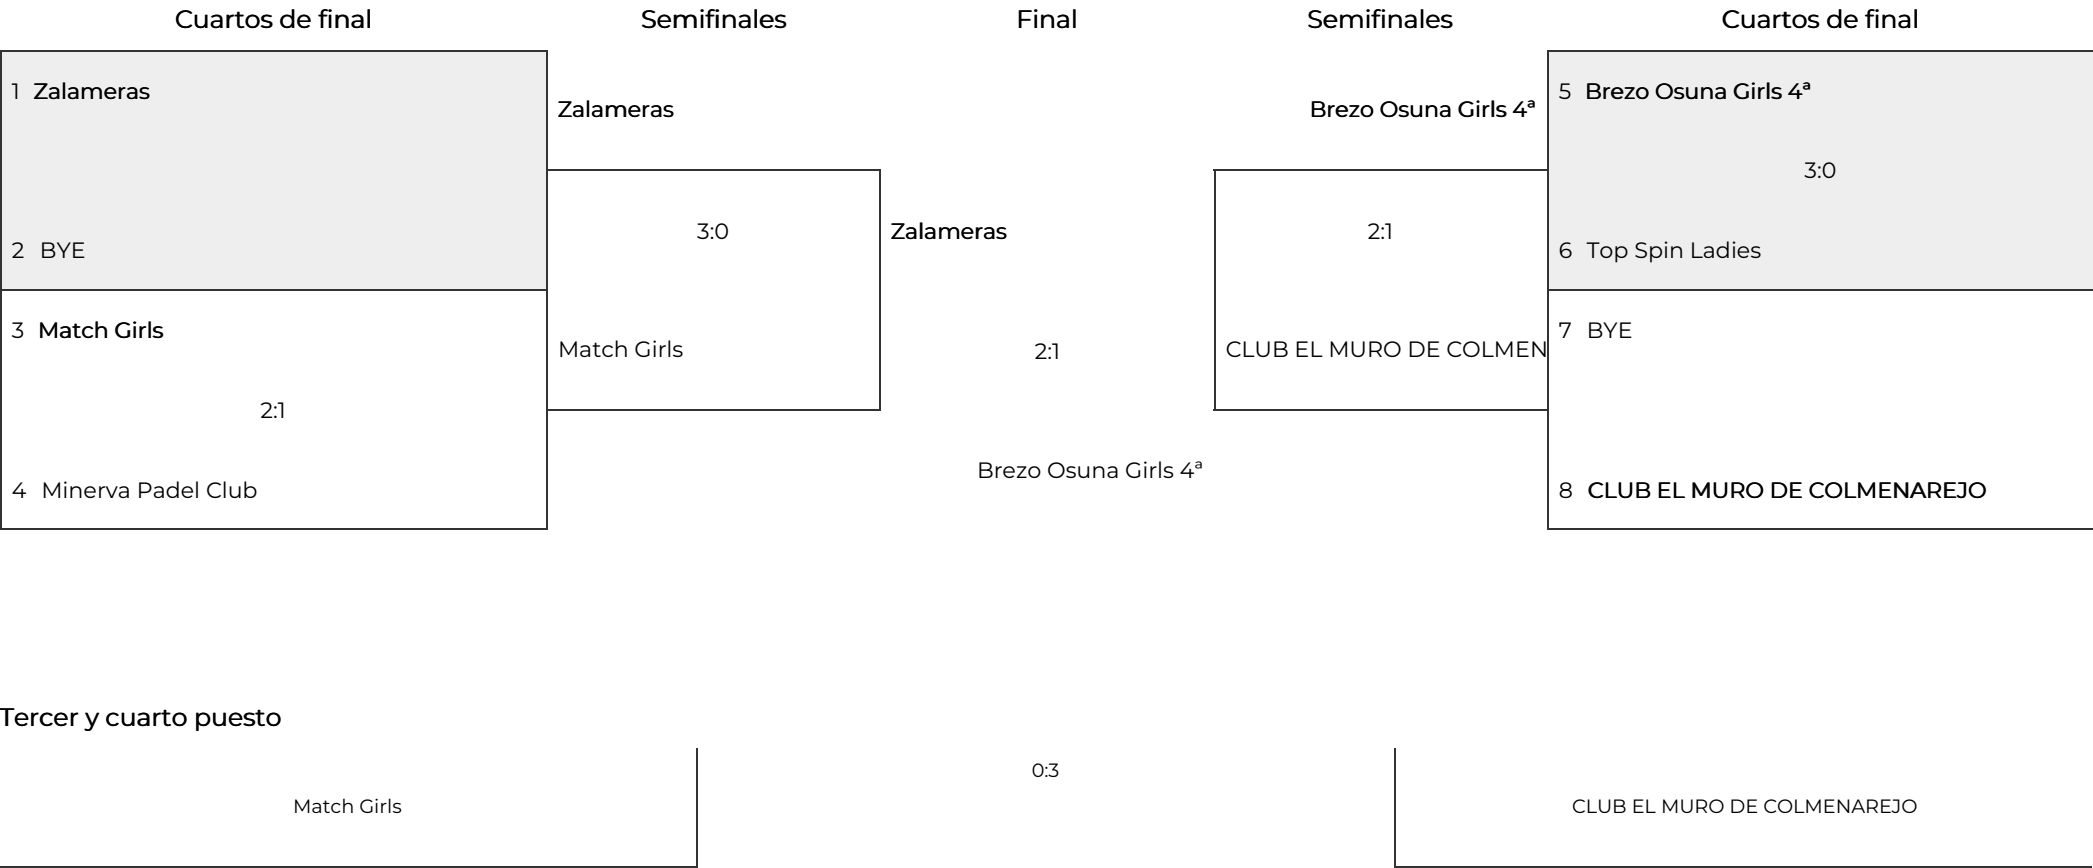 Cuartos de final
Semifinales
Final
Semifinales
Cuartos de final
1 Zalameras
2 BYE
3 Match Girls
2:1
4 Minerva Padel Club
Zalameras
3:0
Match Girls
Zalameras
2:1
Brezo Osuna Girls 4ª
Brezo Osuna Girls 4ª
2:1
CLUB EL MURO DE COLMEN
5 Brezo Osuna Girls 4ª
3:0
6 Top Spin Ladies
7 BYE
8 CLUB EL MURO DE COLMENAREJO
Tercer y cuarto puesto
Match Girls
0:3
CLUB EL MURO DE COLMENAREJO